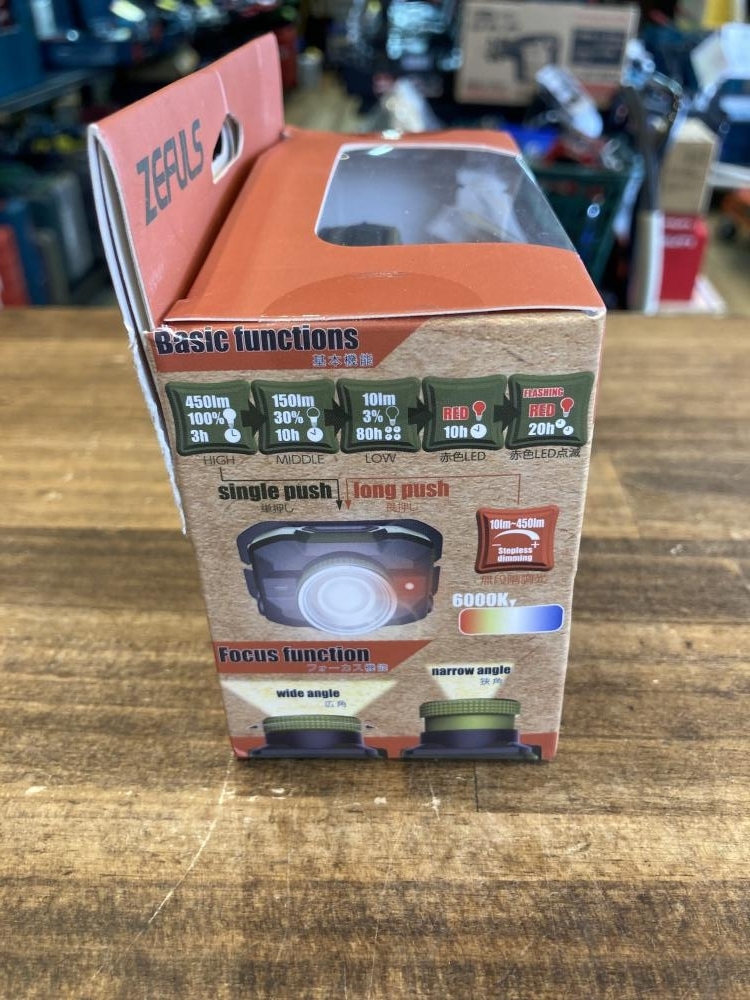 ZEFULS
Basic functions
基本機能
450lm
100%
3h
HIGH
150lm
30%
10h
MIDDLE
10lm
3%
80h
LOW
RED
10h
赤色LED
FLASHING
RED
20h
赤色LED点滅
single push
単押し
long push
長押し
10lm~450lm
− +
Stepless
dimming
無段階調光
6000K
Focus function
フォーカス機能
wide angle
広角
narrow angle
狭角